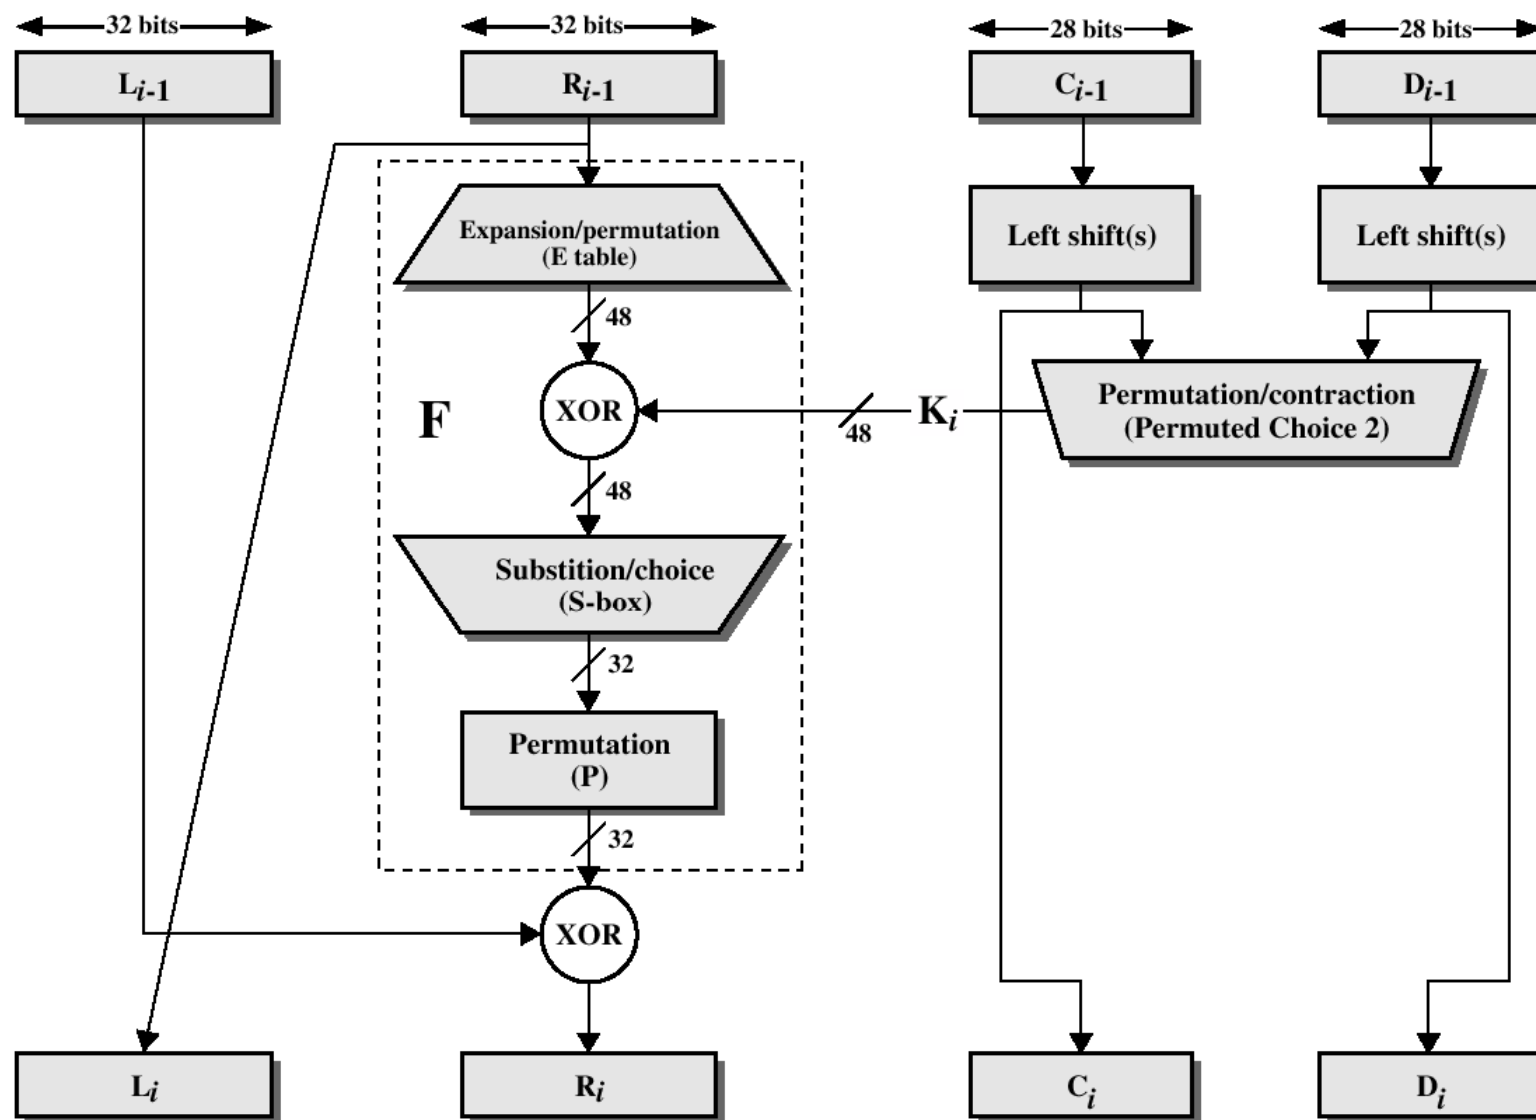 32 bits
32 bits
28 bits
28 bits
Li-1
Ri-1
Ci-1
Di-1
Expansion/permutation
(E table)
Left shift(s)
Left shift(s)
48
F
XOR
48
Ki
Permutation/contraction
(Permuted Choice 2)
48
Substition/choice
(S-box)
32
Permutation
(P)
32
XOR
Li
Ri
Ci
Di